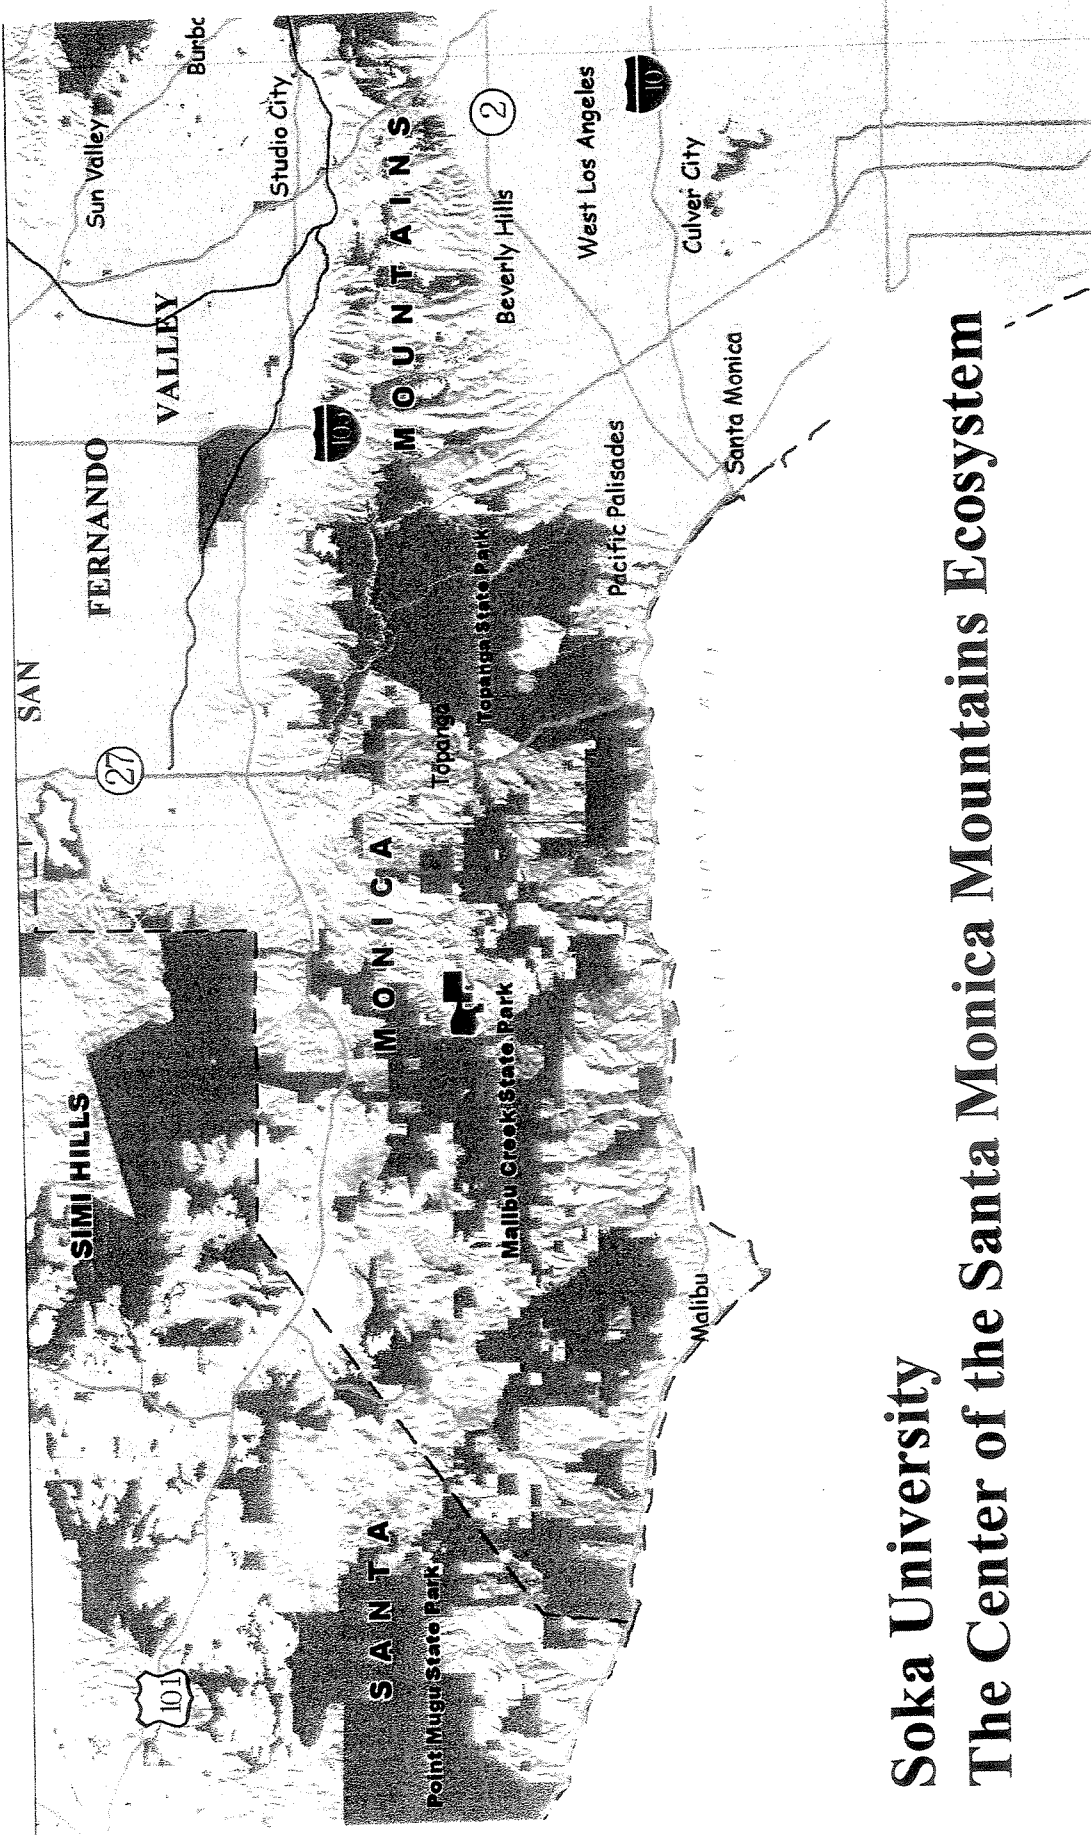 SAN
SIMI HILLS
FERNANDO
Sun Valley
27
VALLEY
101
Burbc
Studio City
SANTA MONICA MOUNTAINS
Point Mugu State Park
Topanga
Topanga State Park
2
Malibu Creek State Park
Beverly Hills
West Los Angeles
Pacific Palisades
10
Culver City
Malibu
Santa Monica
Soka University
The Center of the Santa Monica Mountains Ecosystem